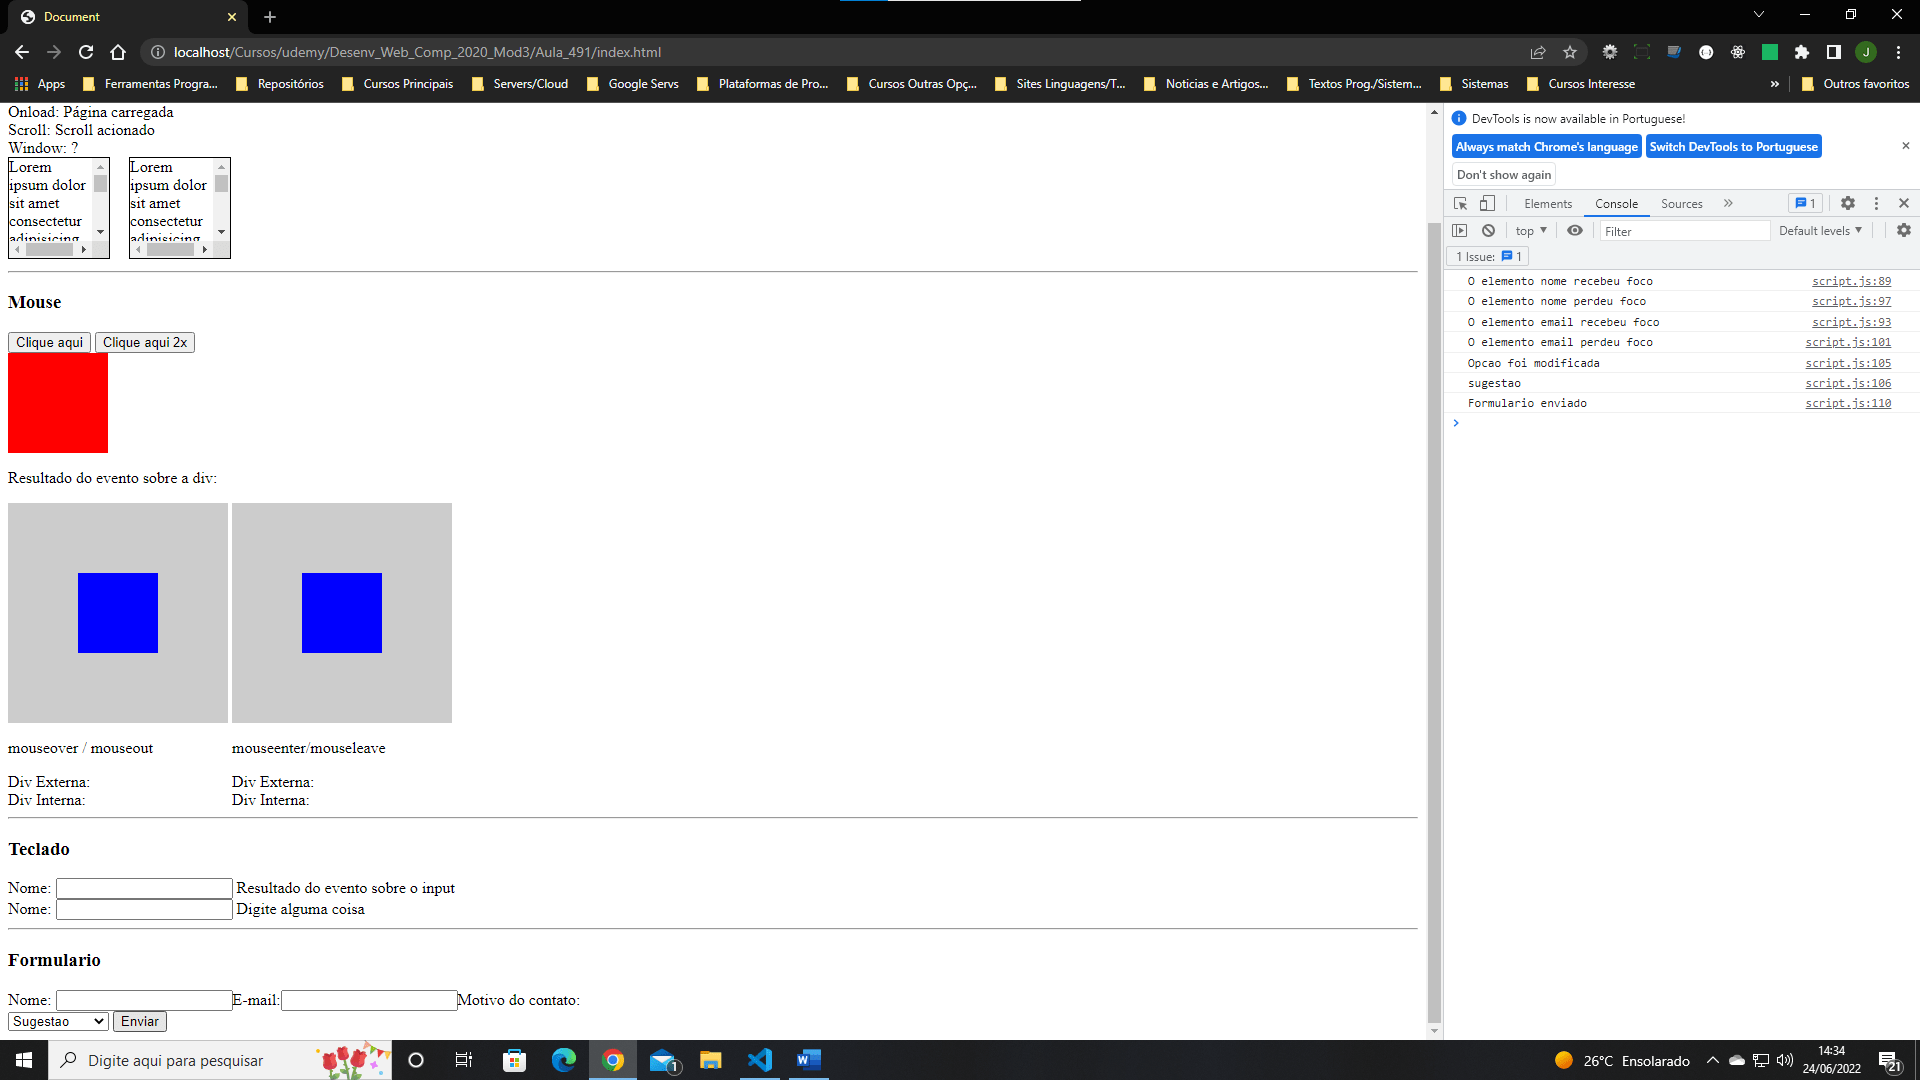 Document
localhost/Cursos/udemy/Desenv_Web_Comp_2020_Mod3/Aula_491/index.html
J
Apps
Ferramentas Progra...
Repositórios
Cursos Principais
Servers/Cloud
Google Servs
Plataformas de Pro...
Cursos Outras Opç...
Sites Linguagens/T...
Noticias e Artigos...
Textos Prog./Sistem...
Sistemas
Cursos Interesse
»
Outros favoritos
Onload: Página carregada
Scroll: Scroll acionado
Window: ?
Lorem
ipsum dolor
sit amet
consectetur
adipisicing
Lorem
ipsum dolor
sit amet
consectetur
adipisicing
Mouse
Clique aqui
Clique aqui 2x
Resultado do evento sobre a div:
mouseover / mouseout
Div Externa:
Div Interna:
mouseenter/mouseleave
Div Externa:
Div Interna:
Teclado
Nome: Resultado do evento sobre o input
Nome: Digite alguma coisa
Formulario
Nome: E-mail: Motivo do contato:
Sugestao Enviar
DevTools is now available in Portuguese!
Always match Chrome's language
Switch DevTools to Portuguese
Don't show again
Elements
Console
Sources
»
1
top
Filter
Default levels
1 Issue: 1
O elemento nome recebeu foco script.js:89
O elemento nome perdeu foco script.js:97
O elemento email recebeu foco script.js:93
O elemento email perdeu foco script.js:101
Opcao foi modificada script.js:105
sugestao script.js:106
Formulario enviado script.js:110
Digite aqui para pesquisar
1
26°C Ensolarado
14:34
24/06/2022
21